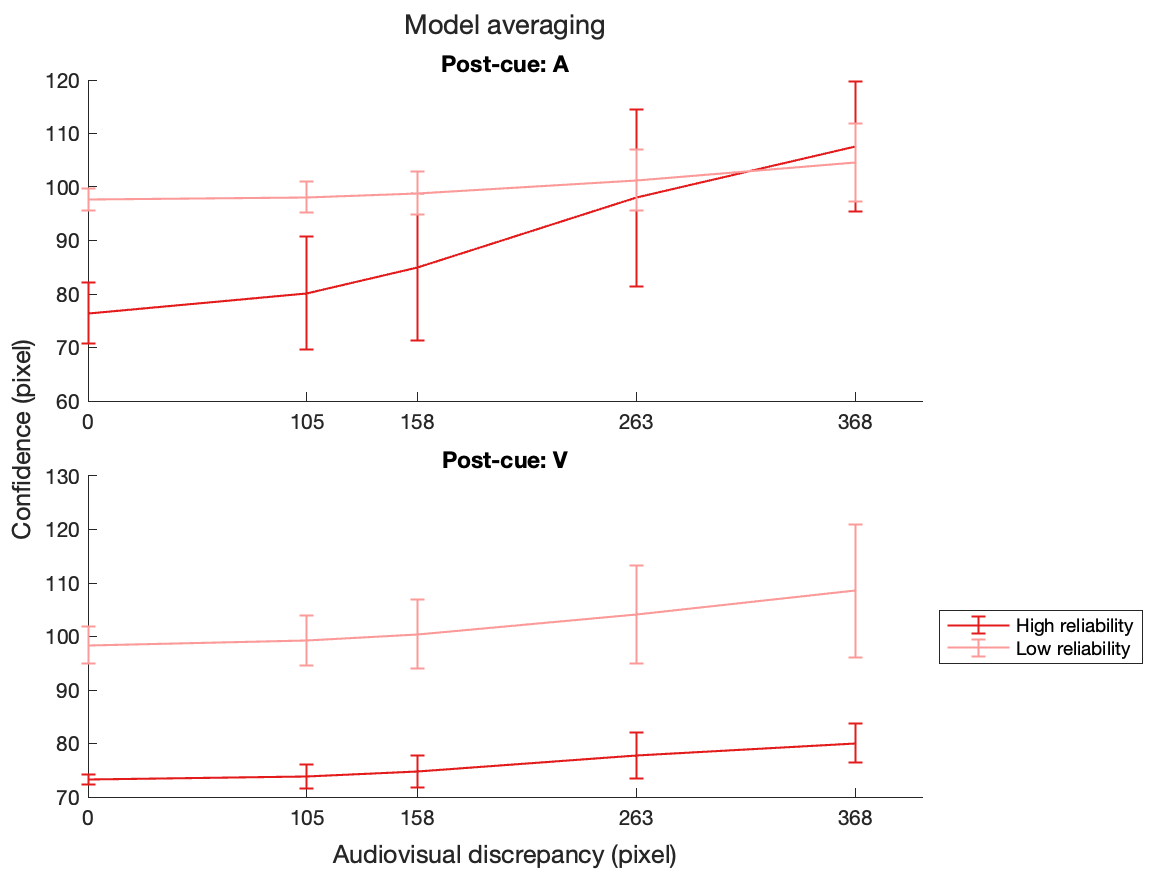 Model averaging
Post-cue: A
120
110
100
90
80
70
60
0 105 158 263 368
Confidence (pixel)
Post-cue: V
130
120
110
100
90
80
70
0 105 158 263 368
Audiovisual discrepancy (pixel)
High reliability
Low reliability